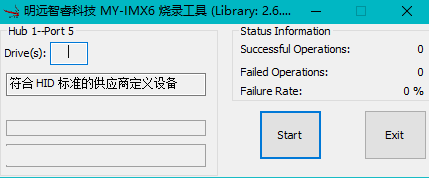 明远智睿科技 MY-IMX6 烧录工具 (Library: 2.6....
Hub 1--Port 5
Drive(s):
符合 HID 标准的供应商定义设备
Status Information
Successful Operations: 0
Failed Operations: 0
Failure Rate: 0 %
Start
Exit